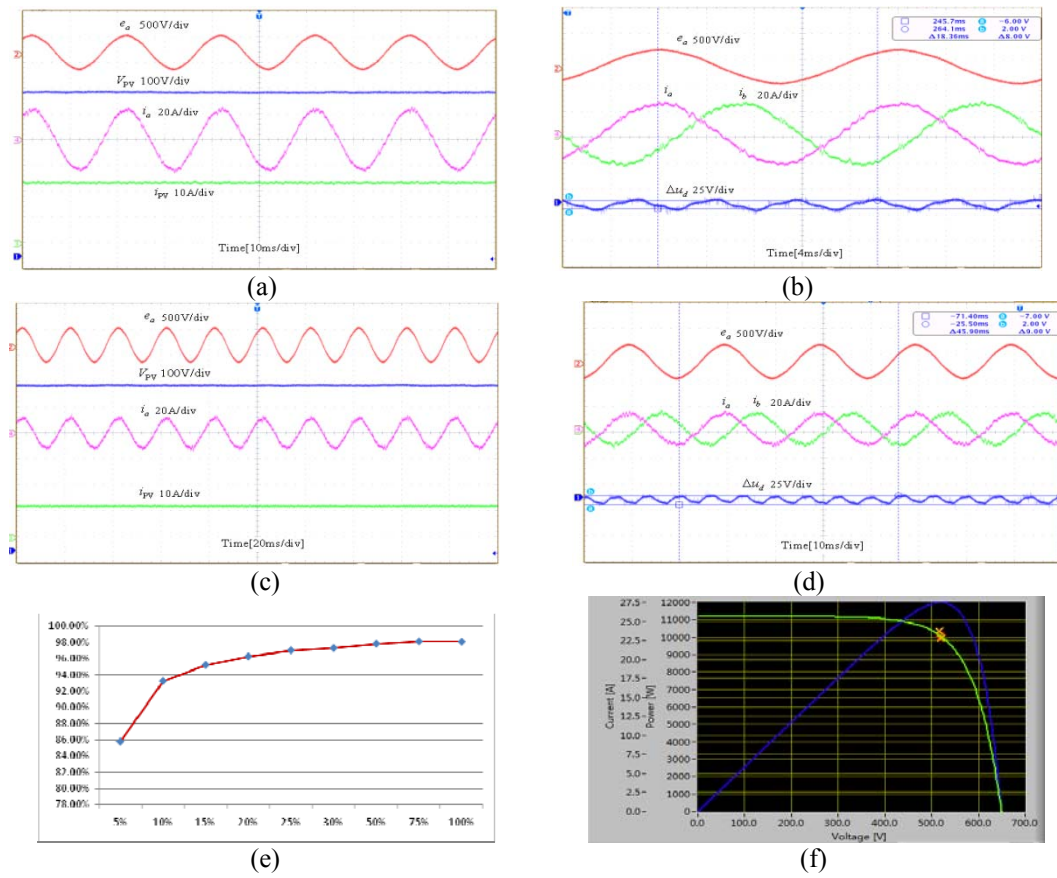 e_a 500V/div
V_PV 100V/div
i_a 20A/div
i_PV 10A/div
Time[10ms/div]
(a)
245.7ms −6.00 V
264.1ms 2.00 V
Δ18.36ms Δ8.00 V
e_a 500V/div
i_a i_b 20A/div
Δu_d 25V/div
Time[4ms/div]
(b)
e_a 500V/div
V_PV 100V/div
i_a 20A/div
i_PV 10A/div
Time[20ms/div]
(c)
−71.40ms −7.00 V
−25.50ms 2.00 V
Δ45.90ms Δ9.00 V
e_a 500V/div
i_a i_b 20A/div
Δu_d 25V/div
Time[10ms/div]
(d)
100.00%
98.00%
96.00%
94.00%
92.00%
90.00%
88.00%
86.00%
84.00%
82.00%
80.00%
78.00%
5% 10% 15% 20% 25% 30% 50% 75% 100%
(e)
27.5 12000
25.0 11000
22.5 10000
20.0 9000
17.5 8000
15.0 7000
12.5 6000
10.0 5000
7.5 4000
5.0 3000
2.5 2000
1000
0.0 0
Current [A]
Power [W]
0.0 100.0 200.0 300.0 400.0 500.0 600.0 700.0
Voltage [V]
(f)